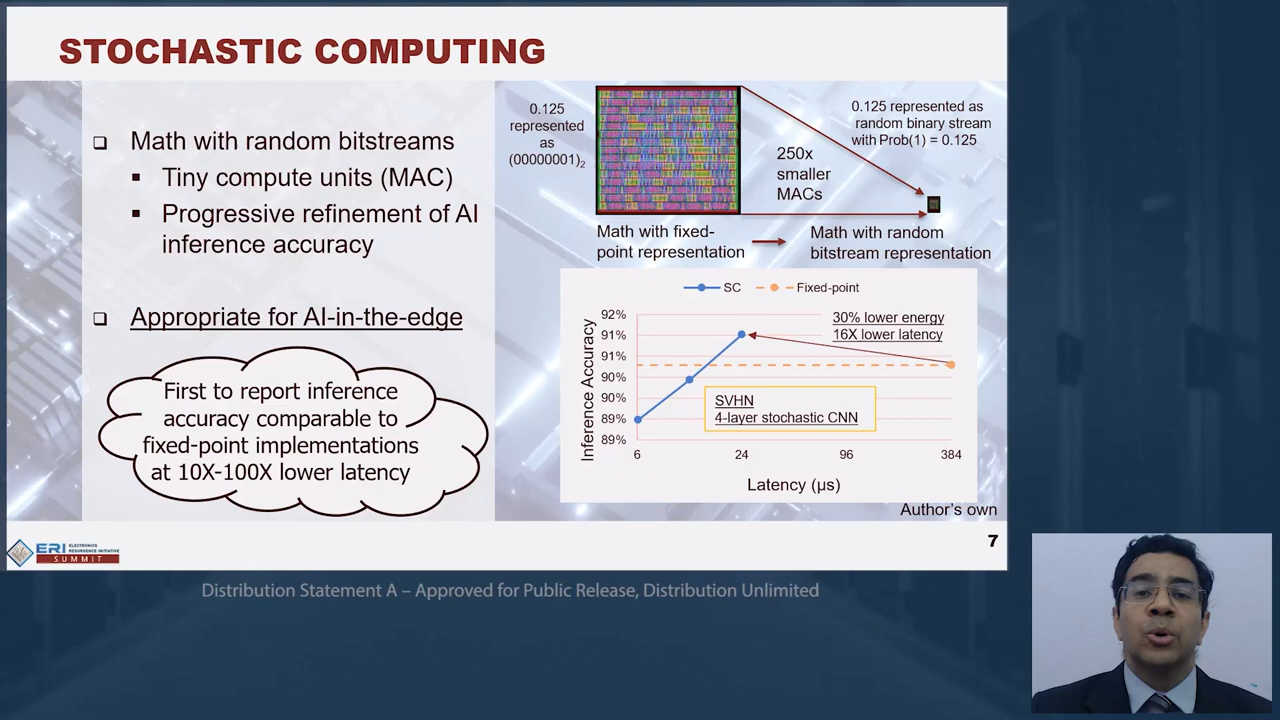 STOCHASTIC COMPUTING
Math with random bitstreams
Tiny compute units (MAC)
Progressive refinement of AI
inference accuracy
Appropriate for AI-in-the-edge
First to report inference
accuracy comparable to
fixed-point implementations
at 10X-100X lower latency
0.125
represented
as
(00000001)₂
250x
smaller
MACs
0.125 represented as
random binary stream
with Prob(1) = 0.125
Math with fixed-
point representation
Math with random
bitstream representation
SC
Fixed-point
Inference Accuracy
92%
91%
91%
90%
90%
89%
89%
30% lower energy
16X lower latency
SVHN
4-layer stochastic CNN
6
24
96
384
Latency (μs)
Author's own
7
ERI
ELECTRONICS
RESURGENCE INITIATIVE
SUMMIT
Distribution Statement A – Approved for Public Release, Distribution Unlimited